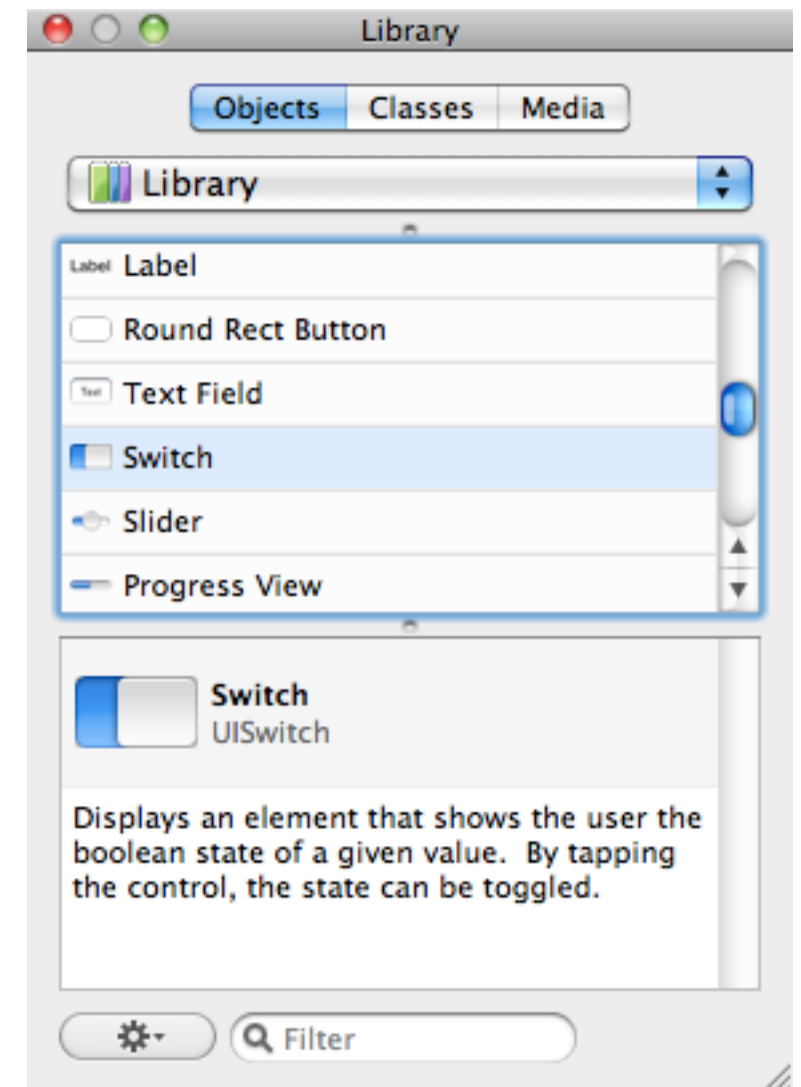 Library
Objects Classes Media
Library
Label Label
Round Rect Button
Text Text Field
Switch
Slider
Progress View
Switch
UISwitch
Displays an element that shows the user the
boolean state of a given value. By tapping
the control, the state can be toggled.
Filter